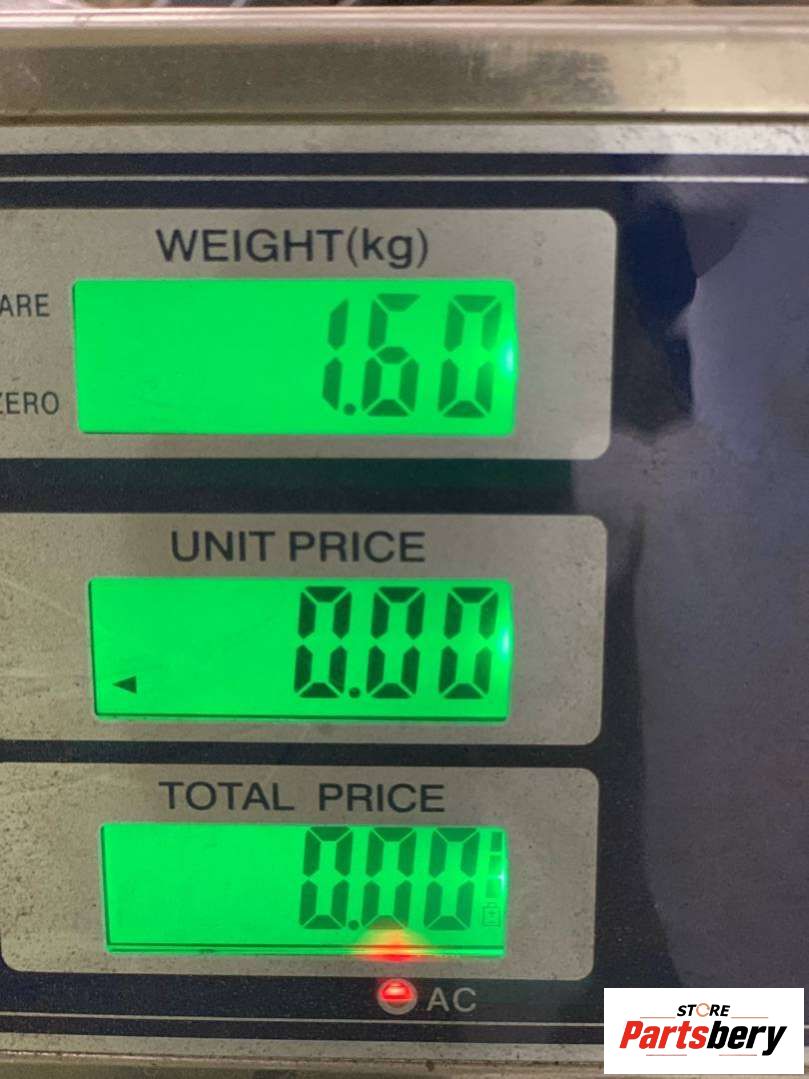 WEIGHT(kg)
ARE
1.60
ZERO
UNIT PRICE
0.00
TOTAL PRICE
0.00
AC
STORE
Partsbery